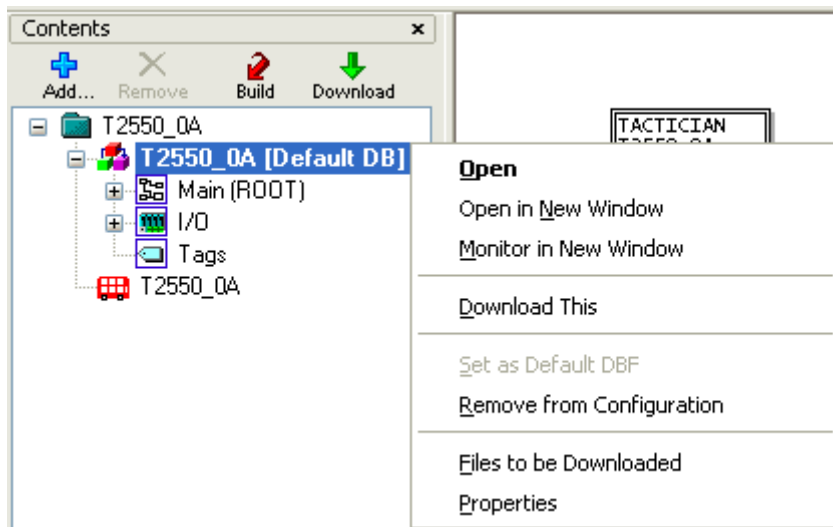 Contents x
Add... Remove Build Download
T2550_0A
T2550_0A [Default DB]
Main (ROOT)
I/O
Tags
T2550_0A
TACTICIAN
Open
Open in New Window
Monitor in New Window
Download This
Set as Default DBF
Remove from Configuration
Files to be Downloaded
Properties